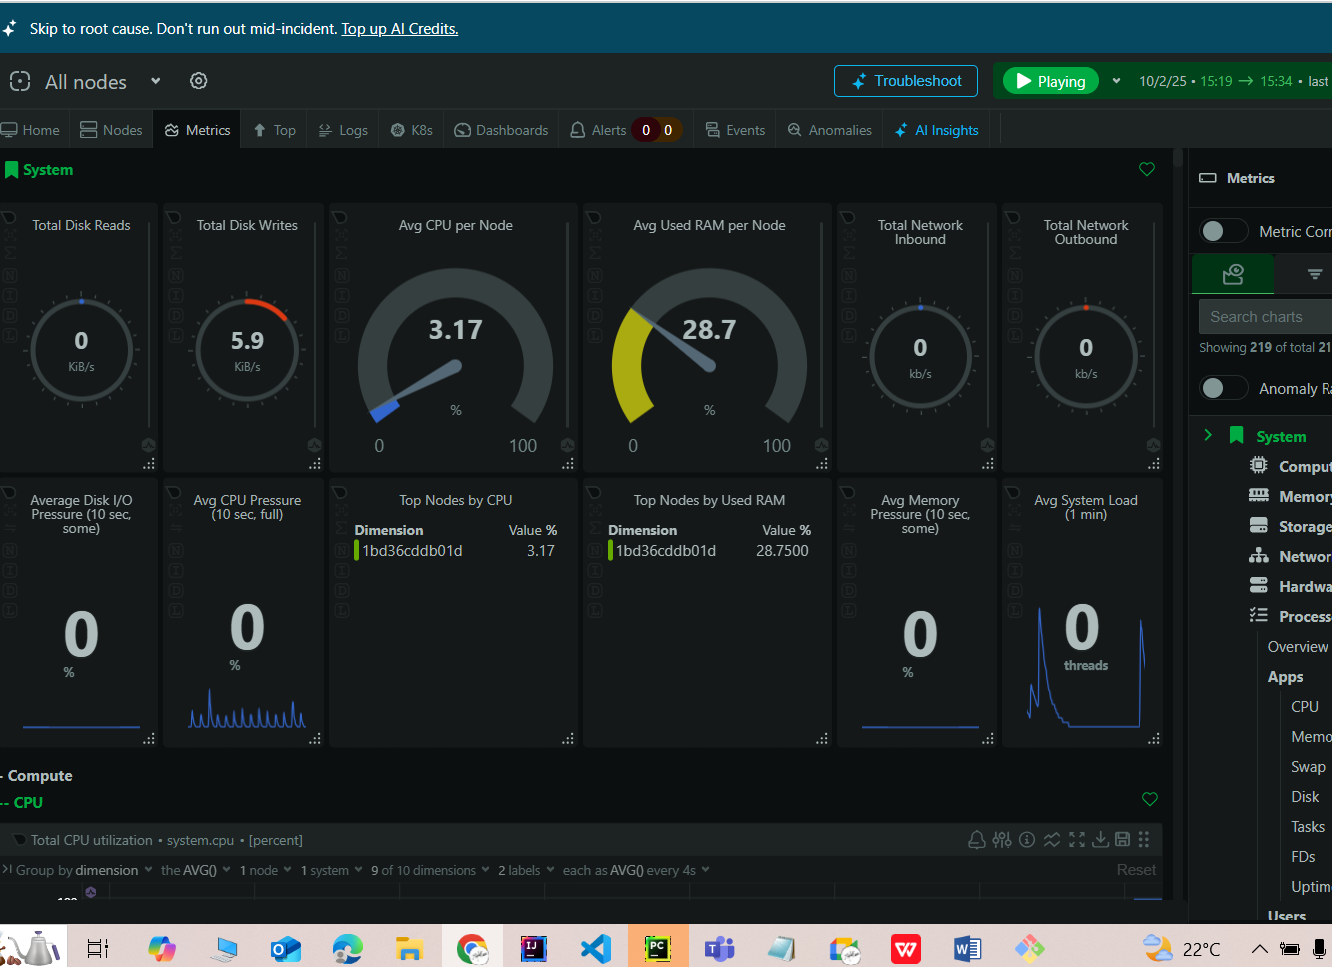 Skip to root cause. Don't run out mid-incident. Top up AI Credits.
All nodes
Troubleshoot
Playing
10/2/25 • 15:19 → 15:34 • last
Home
Nodes
Metrics
Top
Logs
K8s
Dashboards
Alerts 0 0
Events
Anomalies
AI Insights
System
Total Disk Reads
0
KiB/s
Total Disk Writes
5.9
KiB/s
Avg CPU per Node
3.17
%
0 100
Avg Used RAM per Node
28.7
%
0 100
Total Network
Inbound
0
kb/s
Total Network
Outbound
0
kb/s
Average Disk I/O
Pressure (10 sec,
some)
0
%
Avg CPU Pressure
(10 sec, full)
0
%
Top Nodes by CPU
Dimension Value %
1bd36cddb01d 3.17
Top Nodes by Used RAM
Dimension Value %
1bd36cddb01d 28.7500
Avg Memory
Pressure (10 sec,
some)
0
%
Avg System Load
(1 min)
0
threads
- Compute
-- CPU
Total CPU utilization • system.cpu • [percent]
Group by dimension the AVG() 1 node 1 system 9 of 10 dimensions 2 labels each as AVG() every 4s Reset
Metrics
Metric Corr
Search charts
Showing 219 of total 21
Anomaly Ra
System
Comput
Memory
Storage
Networ
Hardwa
Process
Overview
Apps
CPU
Memo
Swap
Disk
Tasks
FDs
Uptim
Users
22°C